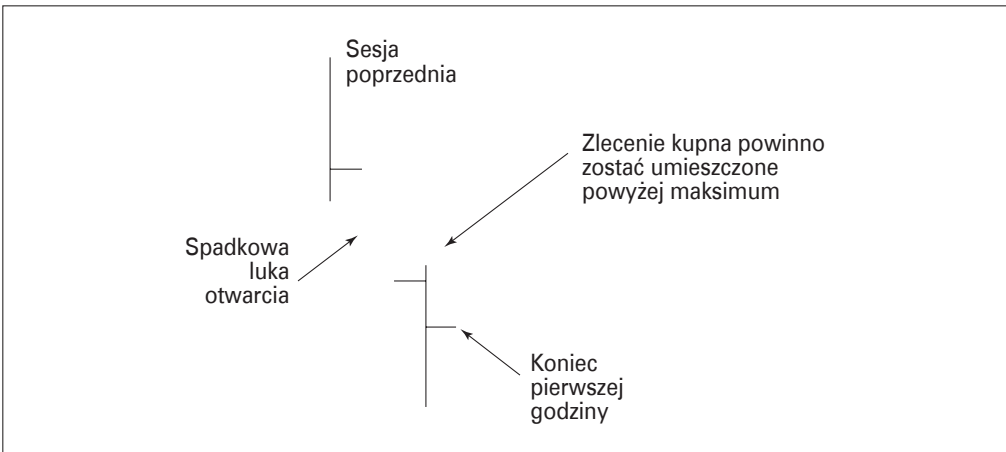 Sesja
poprzednia
Zlecenie kupna powinno
zostać umieszczone
powyżej maksimum
Spadkowa
luka
otwarcia
Koniec
pierwszej
godziny